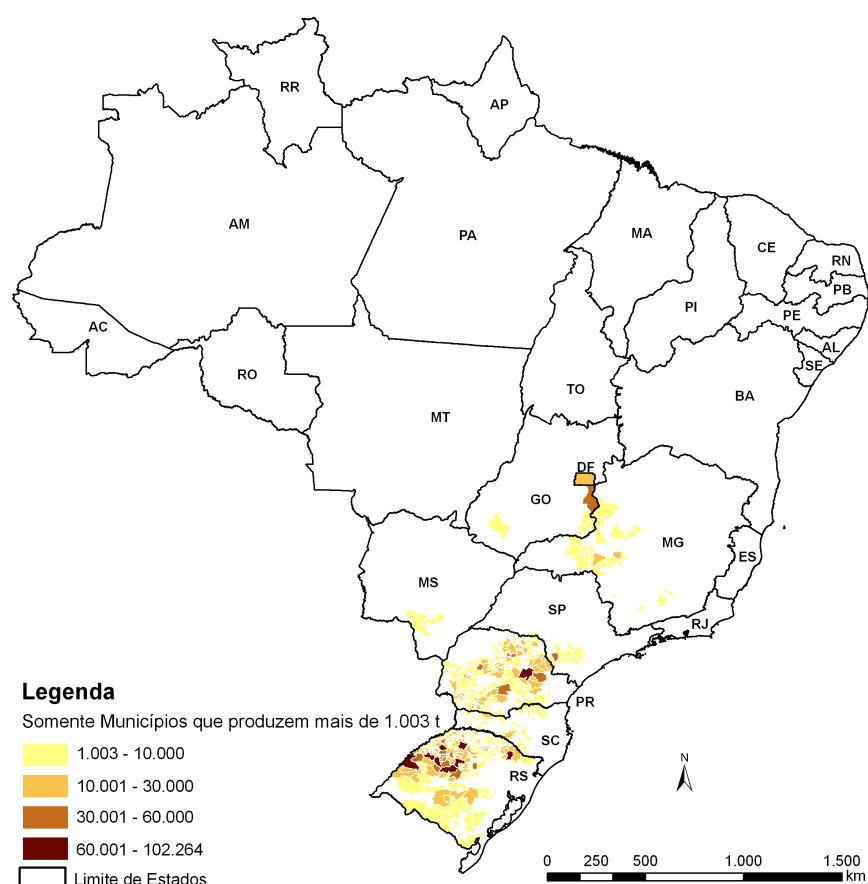 RR
AP
AM
PA
MA
CE
RN
PB
PE
PI
AL
SE
AC
RO
TO
BA
MT
DF
GO
MG
ES
MS
SP
RJ
PR
SC
RS
Legenda
Somente Municípios que produzem mais de 1.003 t
1.003 - 10.000
10.001 - 30.000
30.001 - 60.000
60.001 - 102.264
Limite de Estados
N
0 250 500 1.000 1.500
km